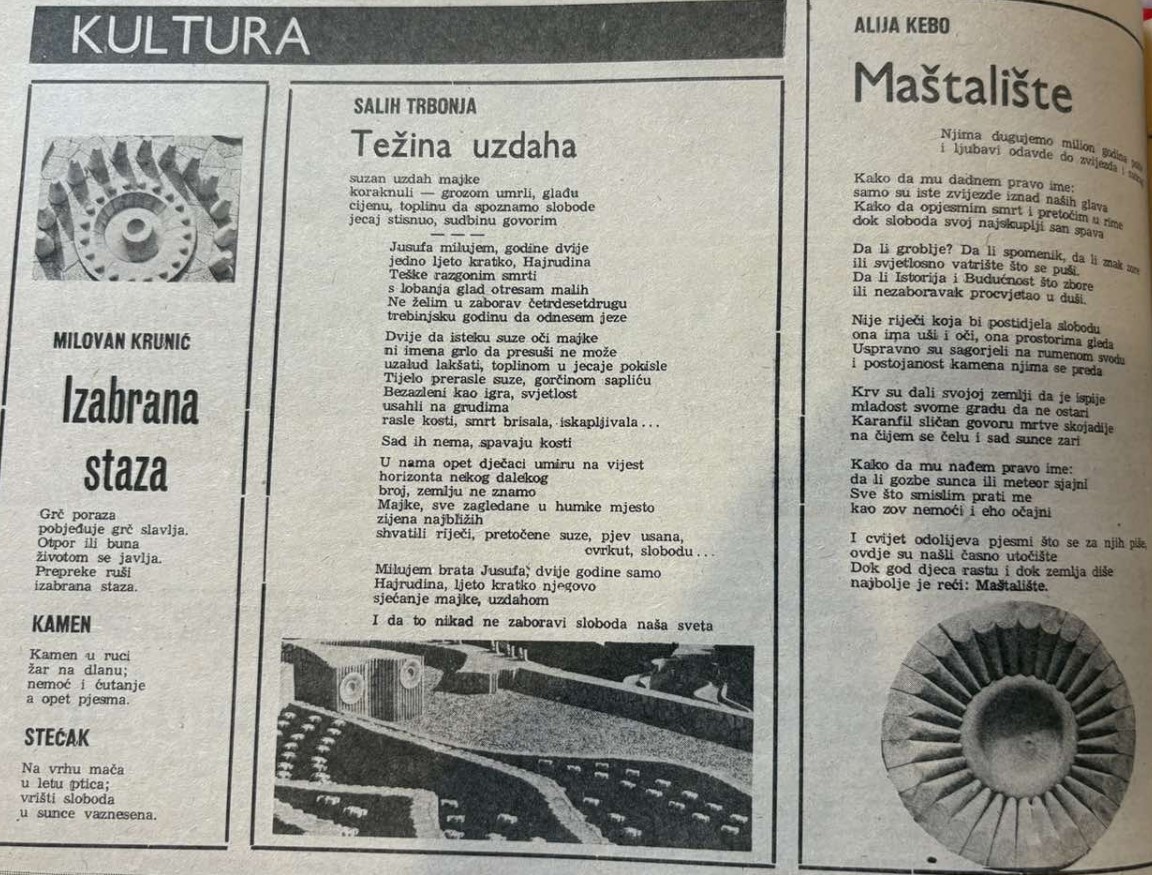 KULTURA
MILOVAN KRUNIĆ
Izabrana
staza
Grč poraza
pobjeđuje grč slavlja.
Otpor ili buna
životom se javlja.
Prepreke ruši
izabrana staza.
KAMEN
Kamen u ruci
žar na dlanu;
nemoć i ćutanje
a opet pjesma.
STEĆAK
Na vrhu mača
u letu ptica;
vrišti sloboda
u sunce vaznesena.
SALIH TRBONJA
Težina uzdaha
suzan uzdah majke
koraknuli — grozom umrli, glađu
cijenu, toplinu da spoznamo slobode
jecaj stisnuo, sudbinu govorim
— — —
Jusufa milujem, godine dvije
jedno ljeto kratko, Hajrudina
Teške razgonim smrti
s lobanja glad otresam malih
Ne želim u zaborav četrdesetdrugu
trebinjsku godinu da odnesem jeze
Dvije da isteku suze oči majke
ni imena grlo da presuši ne može
uzalud lakšati, toplinom u jecaje pokisle
Tijelo prerasle suze, gorčinom sapliću
Bezazleni kao igra, svjetlost
usahli na grudima
rasle kosti, smrt brisala, iskapljivala . . .
Sad ih nema, spavaju kosti
U nama opet dječaci umiru na vijest
horizonta nekog dalekog
broj, zemlju ne znamo
Majke, sve zagledane u humke mjesto
zijena najbližih
shvatili riječi, pretočene suze, pjev usana,
cvrkut, slobodu . . .
Milujem brata Jusufa, dvije godine samo
Hajrudina, ljeto kratko njegovo
sjećanje majke, uzdahom
I da to nikad ne zaboravi sloboda naša sveta
ALIJA KEBO
Maštalište
Njima dugujemo milion godina
i ljubavi odavde do zvijezda i
Kako da mu dadnem pravo ime:
samo su iste zvijezde iznad naših glava
Kako da opjesmim smrt i pretočim u rime
dok sloboda svoj najskuplji san spava
Da li groblje? Da li spomenik, da li znak zore
ili svjetlosno vatrište što se puši.
Da li Istorija i Budućnost što zbore
ili nezaboravak procvjetao u duši.
Nije riječi koja bi postidjela slobodu
ona ima uši i oči, ona prostorima gleda
Uspravno su sagorjeli na rumenom svodu
i postojanost kamena njima se preda
Krv su dali svojoj zemlji da je ispije
mladost svome gradu da ne ostari
Karanfil sličan govoru mrtve skojadije
na čijem se čelu i sad sunce zari
Kako da mu nađem pravo ime:
da li gozbe sunca ili meteor sjajni
Sve što smislim prati me
kao zov nemoći i eho očajni
I cvijet odolijeva pjesmi što se za njih piše,
ovdje su našli časno utočište
Dok god djeca rastu i dok zemlja diše
najbolje je reći: Maštalište.